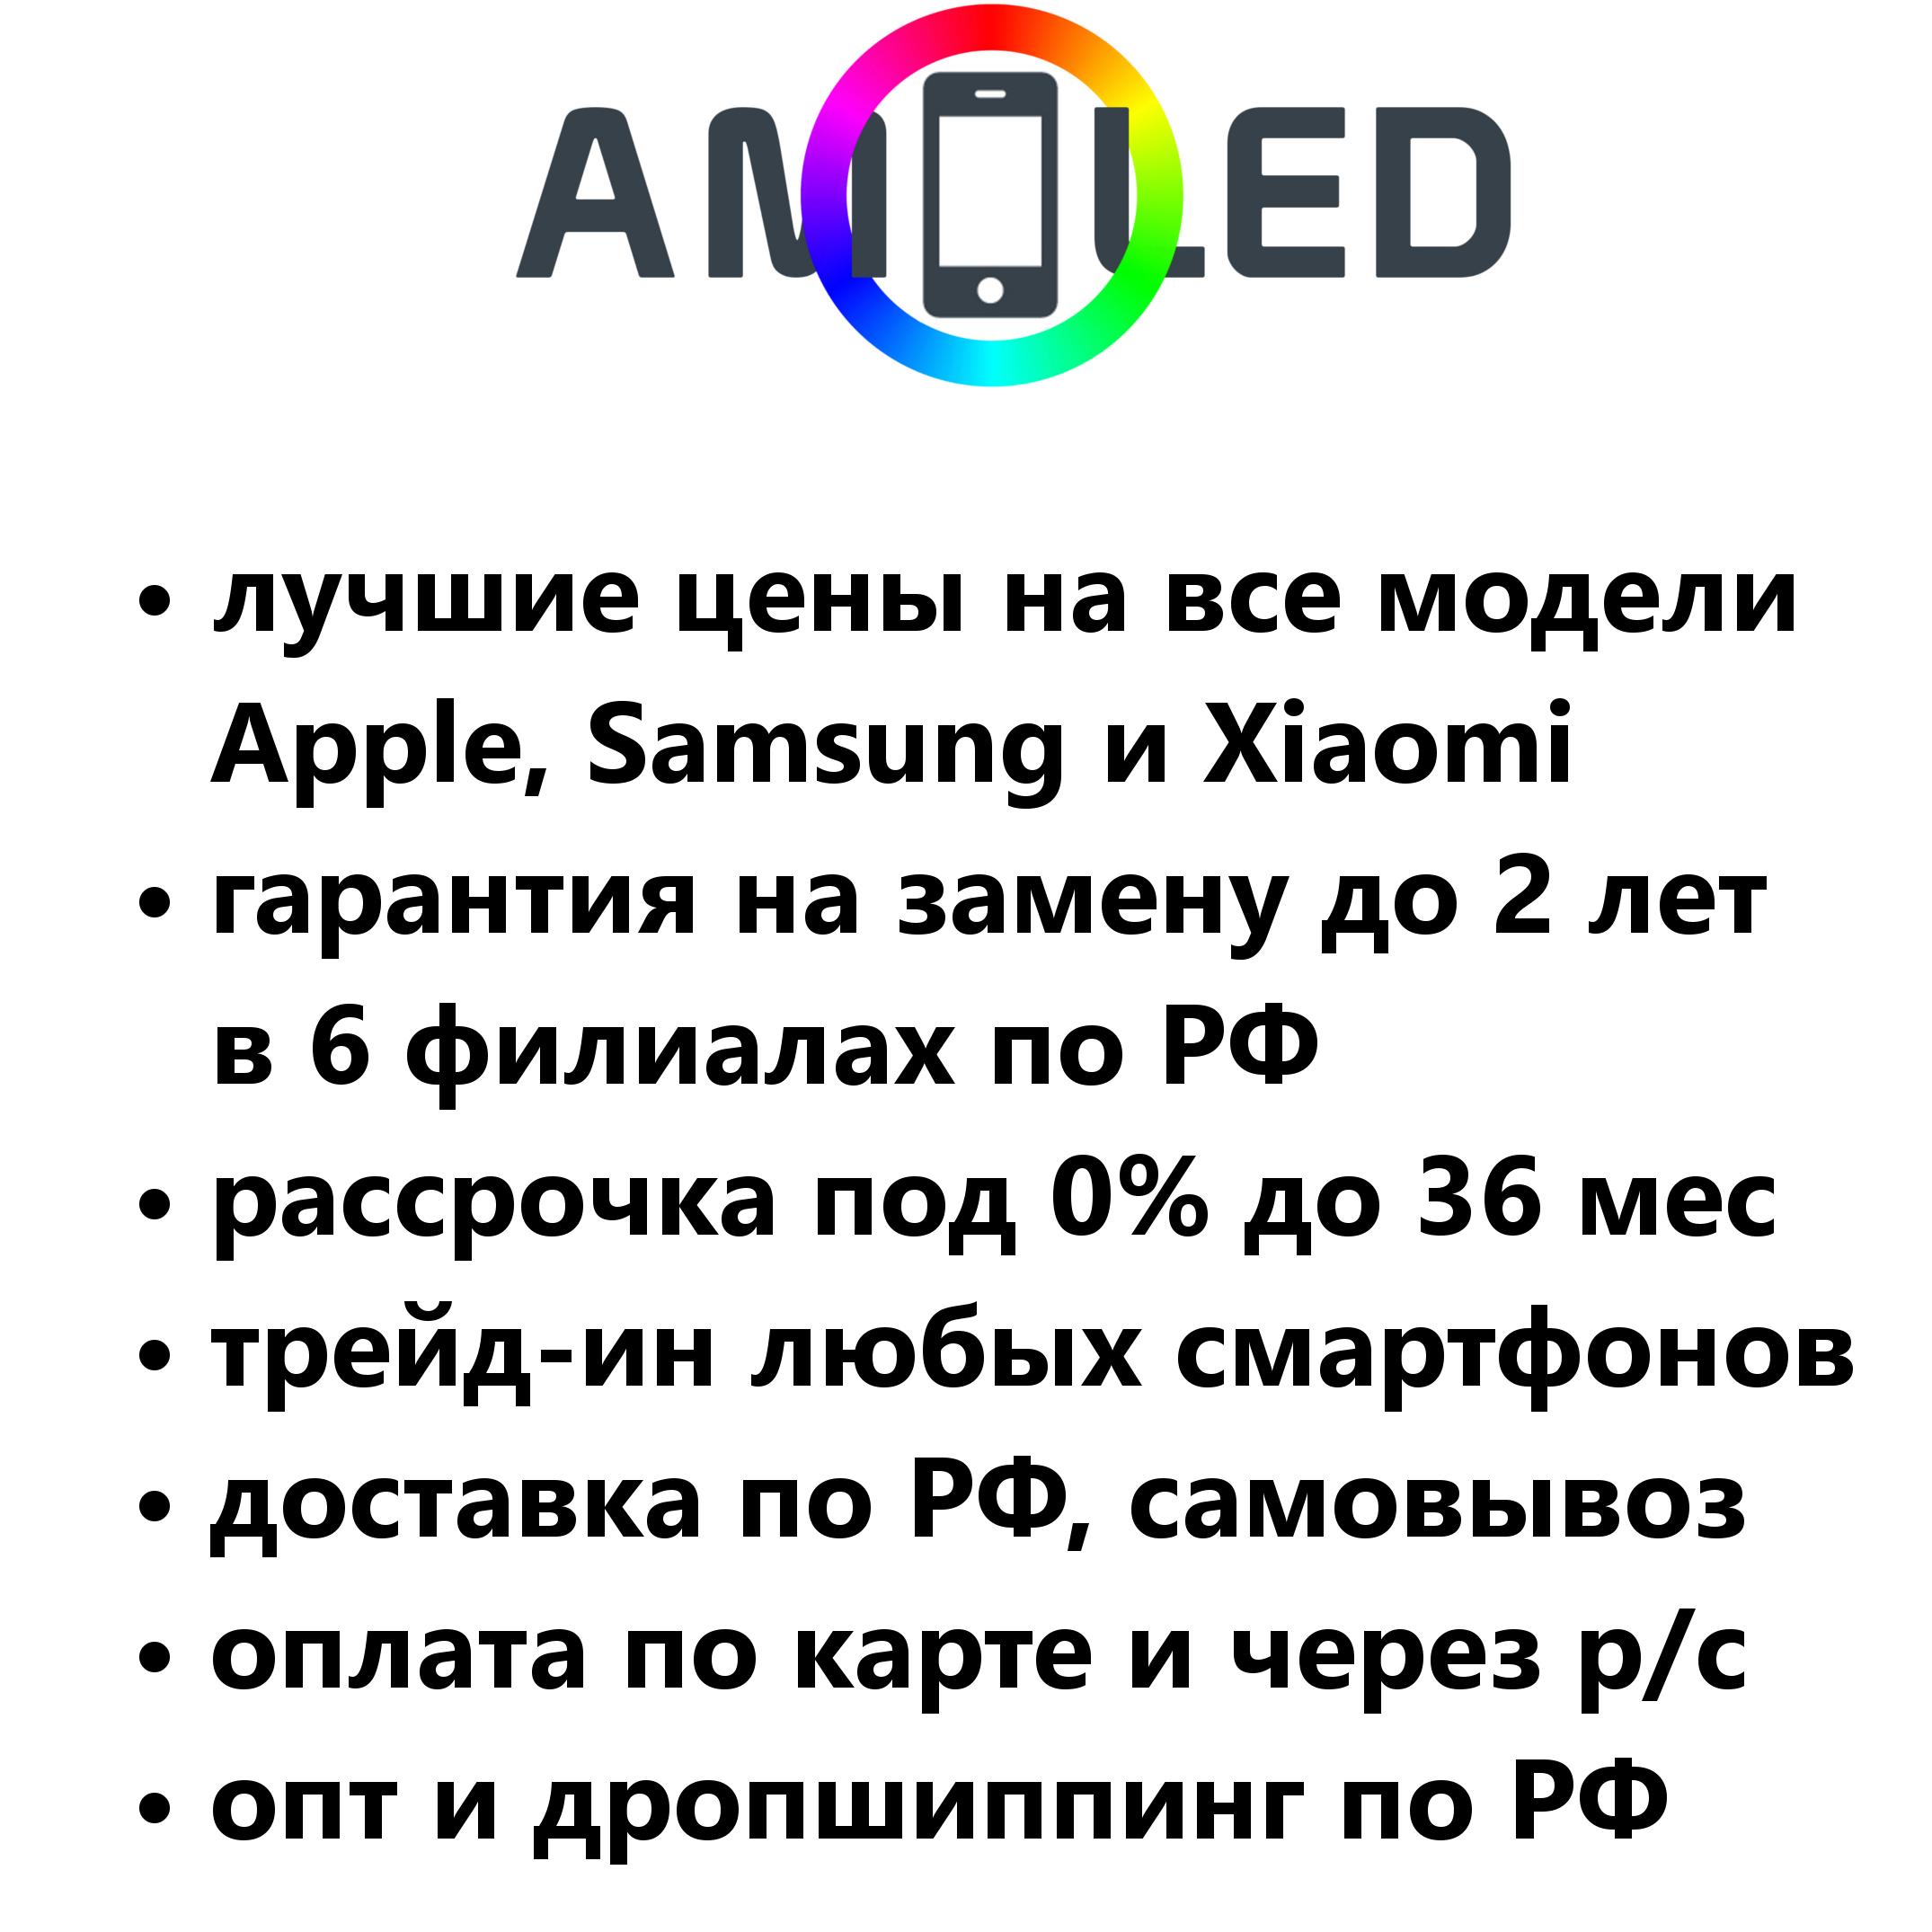 AMOLED
• лучшие цены на все модели
Apple, Samsung и Xiaomi
• гарантия на замену до 2 лет
в 6 филиалах по РФ
• рассрочка под 0% до 36 мес
• трейд-ин любых смартфонов
• доставка по РФ, самовывоз
• оплата по карте и через р/с
• опт и дропшиппинг по РФ